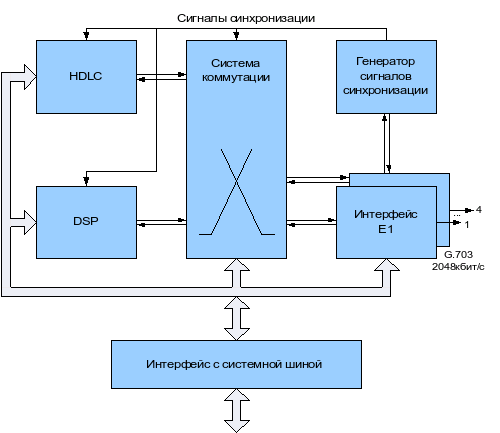 Сигналы синхронизации
HDLC
Система
коммутации
Генератор
сигналов
синхронизации
DSP
Интерфейс
E1
4
...
1
G.703
2048кбит/с
Интерфейс с системной шиной